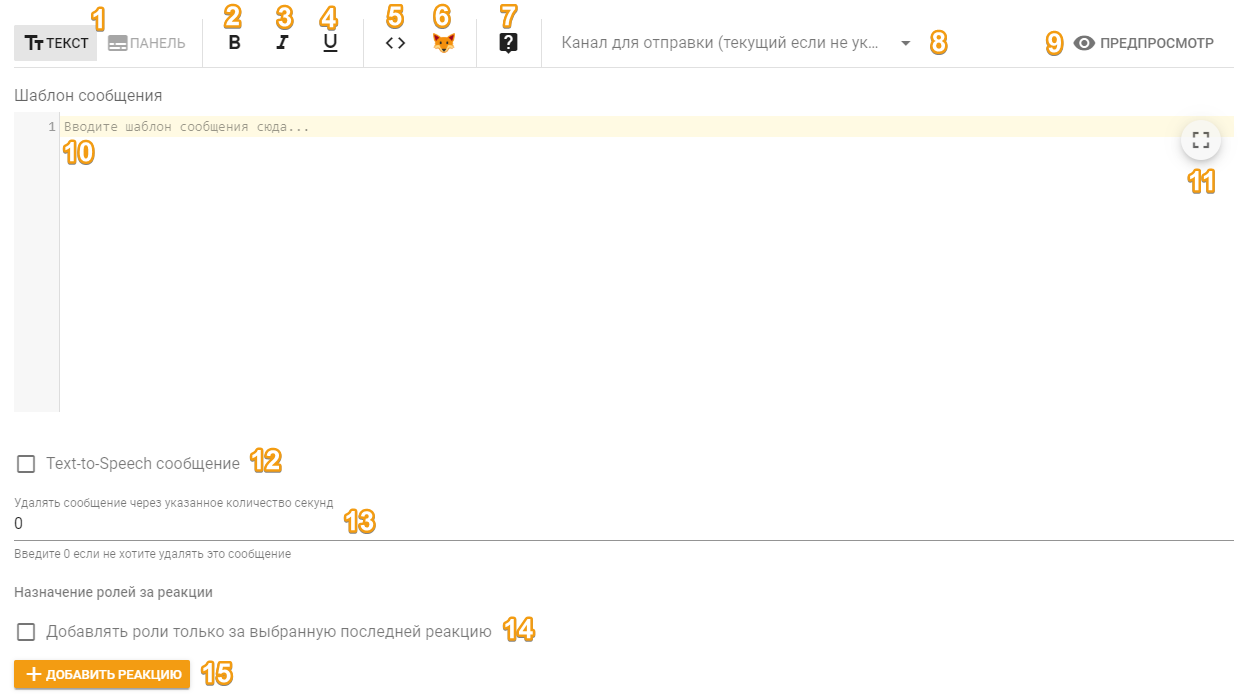 1 2 3 4 5 6 7
ТЕКСТ ПАНЕЛЬ B I U <> ? Канал для отправки (текущий если не ук... 8 9 ПРЕДПРОСМОТР
Шаблон сообщения
1 Вводите шаблон сообщения сюда...
10
11
Text-to-Speech сообщение 12
Удалять сообщение через указанное количество секунд
0 13
Введите 0 если не хотите удалять это сообщение
Назначение ролей за реакции
Добавлять роли только за выбранную последней реакцию 14
+ ДОБАВИТЬ РЕАКЦИЮ 15